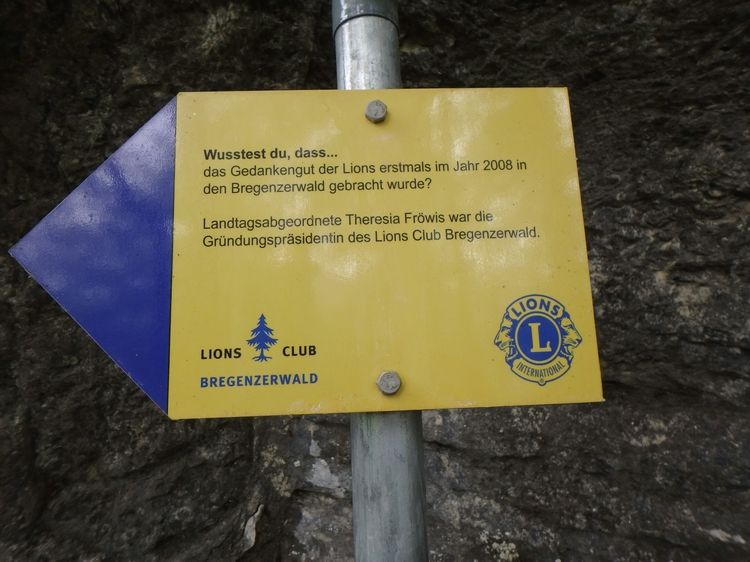 Wusstest du, dass...
das Gedankengut der Lions erstmals im Jahr 2008 in
den Bregenzerwald gebracht wurde?
Landtagsabgeordnete Theresia Fröwis war die
Gründungspräsidentin des Lions Club Bregenzerwald.
LIONS CLUB
BREGENZERWALD
LIONS
L
INTERNATIONAL
®